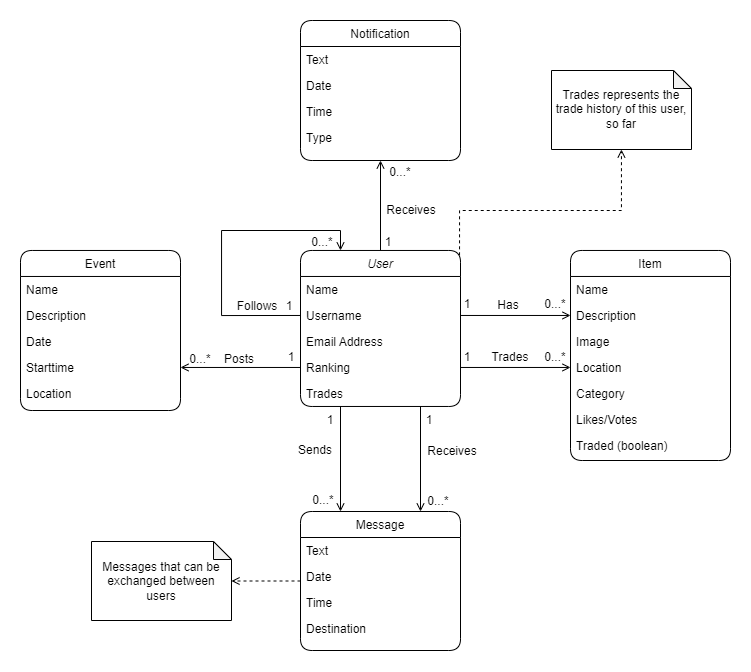 Notification
Text
Date
Time
Type
Trades represents the
trade history of this user,
so far
0...*
Receives
1
0...*
Follows 1
Event
Name
Description
Date
Starttime
Location
User
Name
Username
Email Address
Ranking
Trades
Item
Name
Description
Image
Location
Category
Likes/Votes
Traded (boolean)
1 Has 0...*
0...* Posts 1
1 Trades 0...*
1
Sends
0...*
1
Receives
0...*
Message
Text
Date
Time
Destination
Messages that can be
exchanged between
users